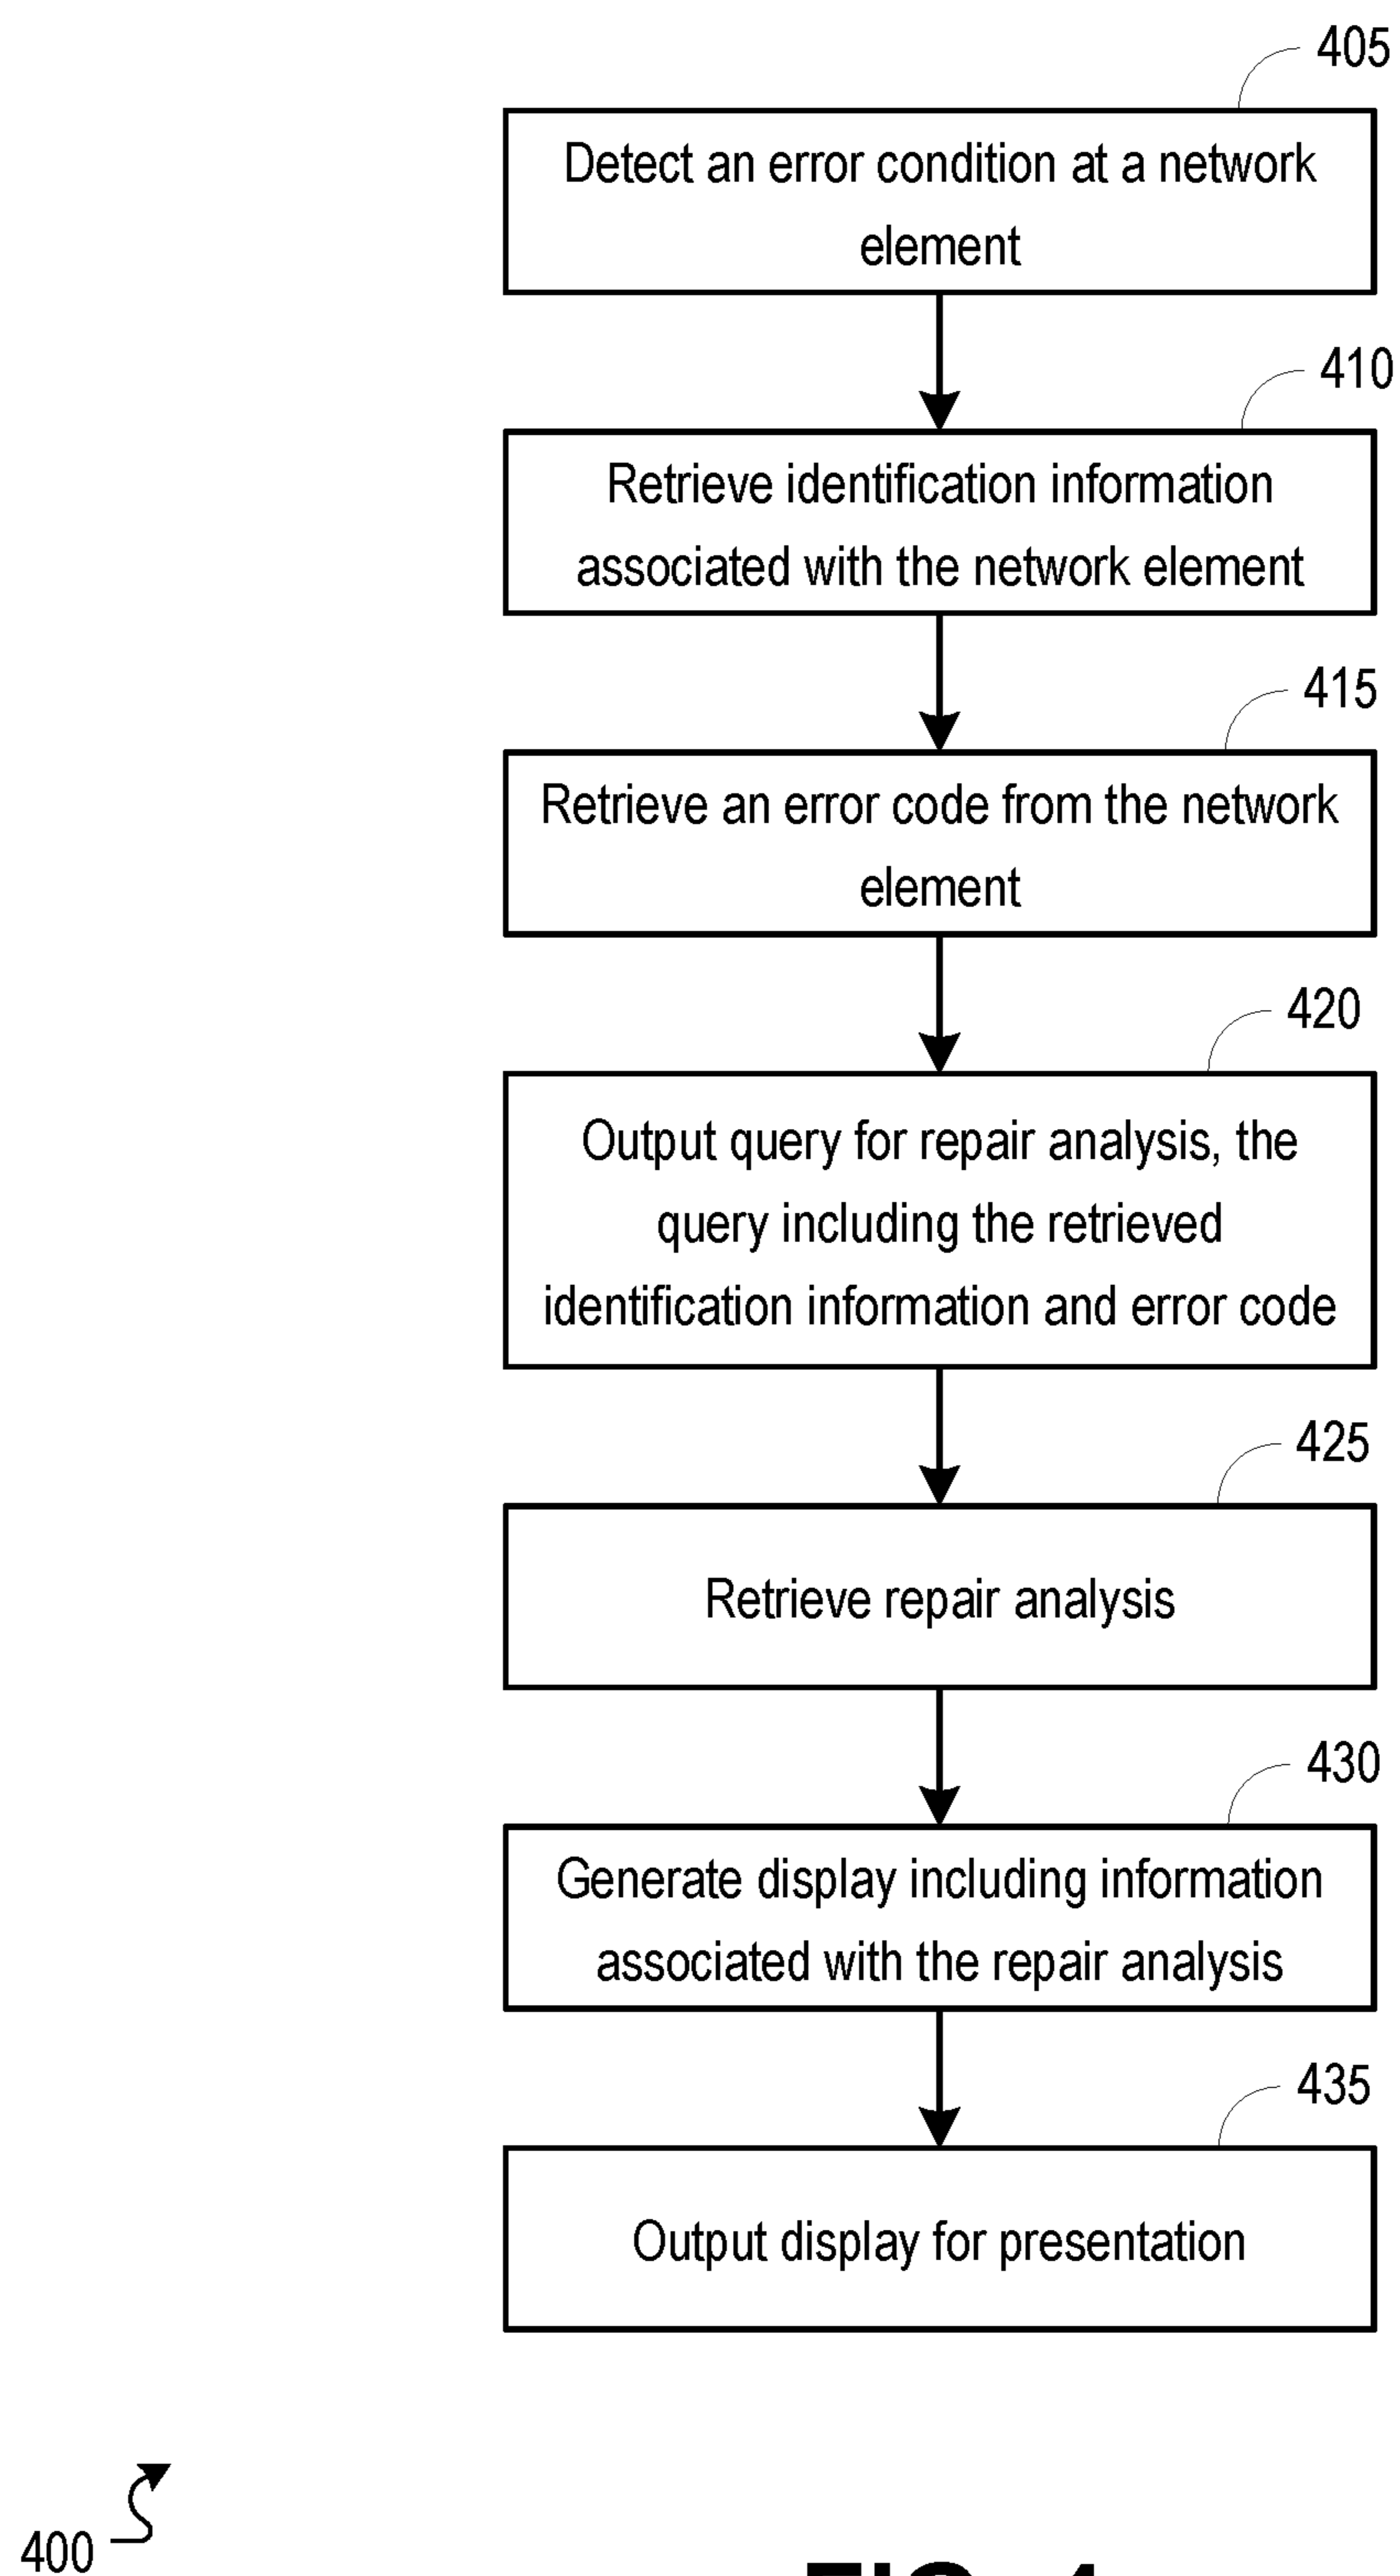 405
Detect an error condition at a network
element
410
Retrieve identification information
associated with the network element
415
Retrieve an error code from the network
element
420
Output query for repair analysis, the
query including the retrieved
identification information and error code
425
Retrieve repair analysis
430
Generate display including information
associated with the repair analysis
435
Output display for presentation
400